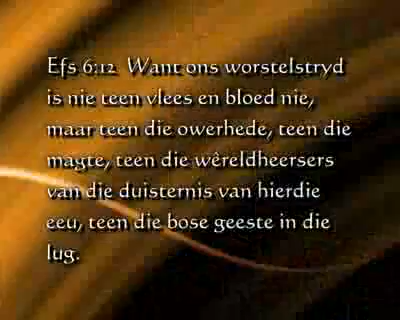 Efs 6:12  Want ons worstelstryd
is nie teen vlees en bloed nie,
maar teen die owerhede, teen die
magte, teen die wêreldheersers
van die duisternis van hierdie
eeu, teen die bose geeste in die
lug.